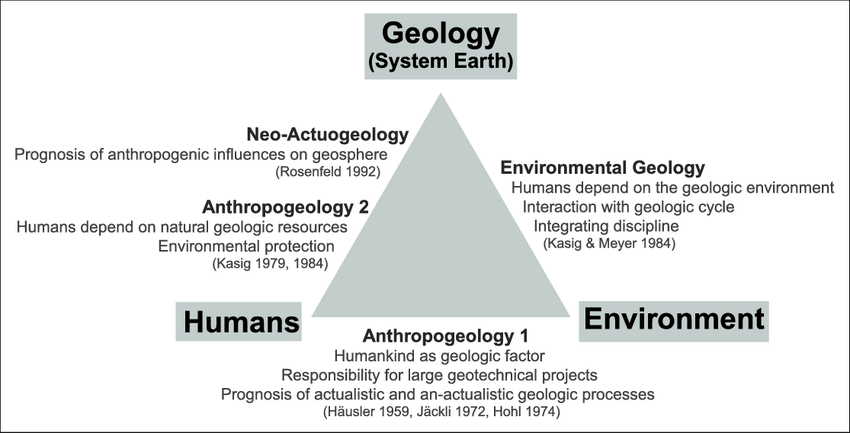 Geology
(System Earth)
Neo-Actuogeology
Prognosis of anthropogenic influences on geosphere
(Rosenfeld 1992)
Anthropogeology 2
Humans depend on natural geologic resources
Environmental protection
(Kasig 1979, 1984)
Environmental Geology
Humans depend on the geologic environment
Interaction with geologic cycle
Integrating discipline
(Kasig & Meyer 1984)
Humans
Environment
Anthropogeology 1
Humankind as geologic factor
Responsibility for large geotechnical projects
Prognosis of actualistic and an-actualistic geologic processes
(Häusler 1959, Jäckli 1972, Hohl 1974)